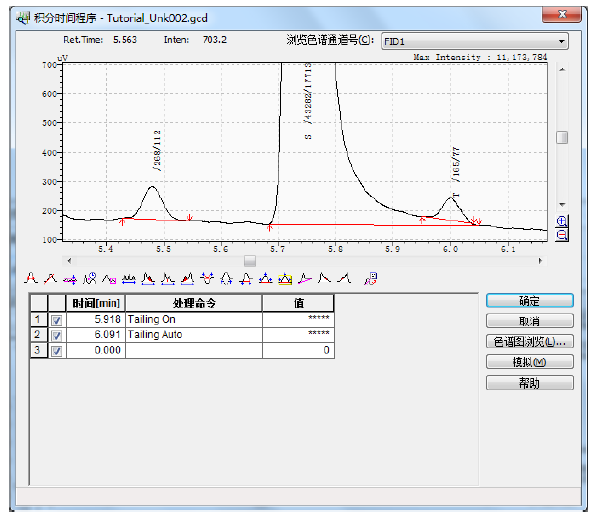 积分时间程序 - Tutorial_Unk002.gcd
Ret.Time: 5.563 Inten: 703.2 浏览色谱通道号(C): FID1
uV Max Intensity : 11,173,784
700
600
500
400
300
200
100
/368/112
S /43282/17713
T /165/77
5.4 5.5 5.6 5.7 5.8 5.9 6.0 6.1
时间[min] 处理命令 值
1 5.918 Tailing On *****
2 6.091 Tailing Auto *****
3 0.000 0
确定
取消
色谱图浏览(L)...
模拟(M)
帮助